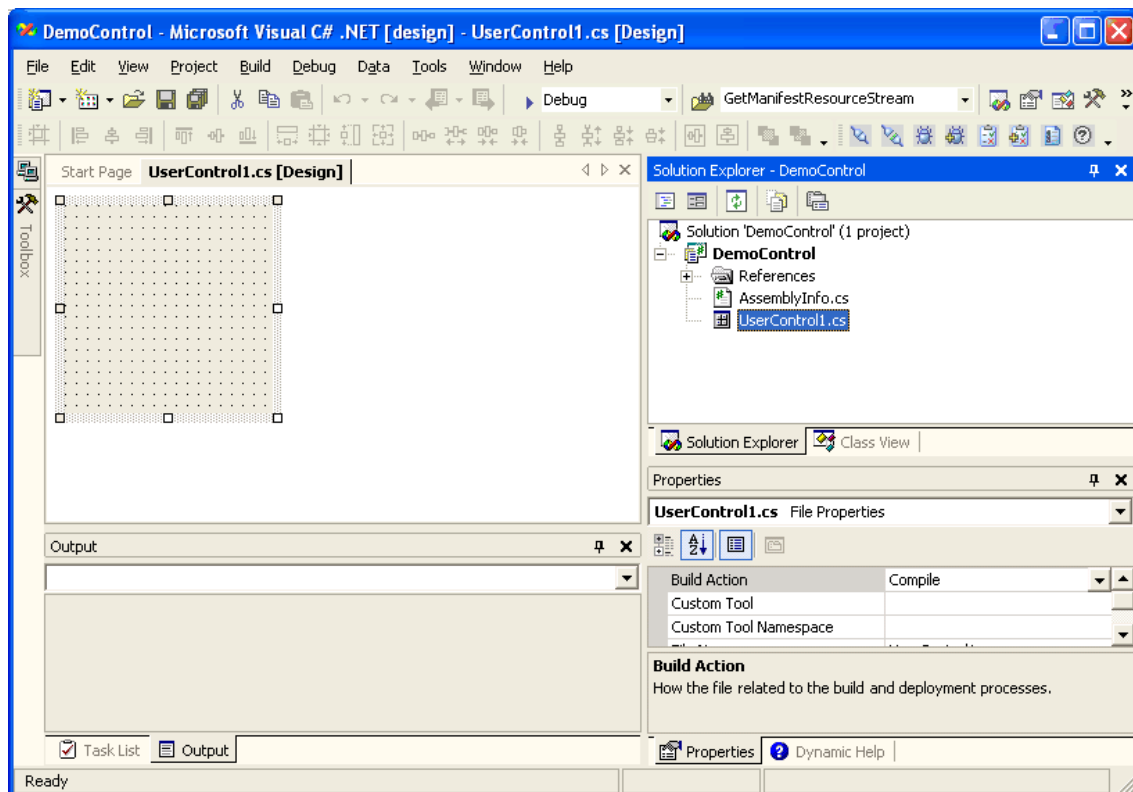 DemoControl - Microsoft Visual C# .NET [design] - UserControl1.cs [Design]
File Edit View Project Build Debug Data Tools Window Help
Debug GetManifestResourceStream
Start Page UserControl1.cs [Design]
Toolbox
Solution Explorer - DemoControl
Solution 'DemoControl' (1 project)
DemoControl
References
AssemblyInfo.cs
UserControl1.cs
Solution Explorer Class View
Properties
UserControl1.cs File Properties
Build Action Compile
Custom Tool
Custom Tool Namespace
Build Action
How the file related to the build and deployment processes.
Properties Dynamic Help
Output
Task List Output
Ready